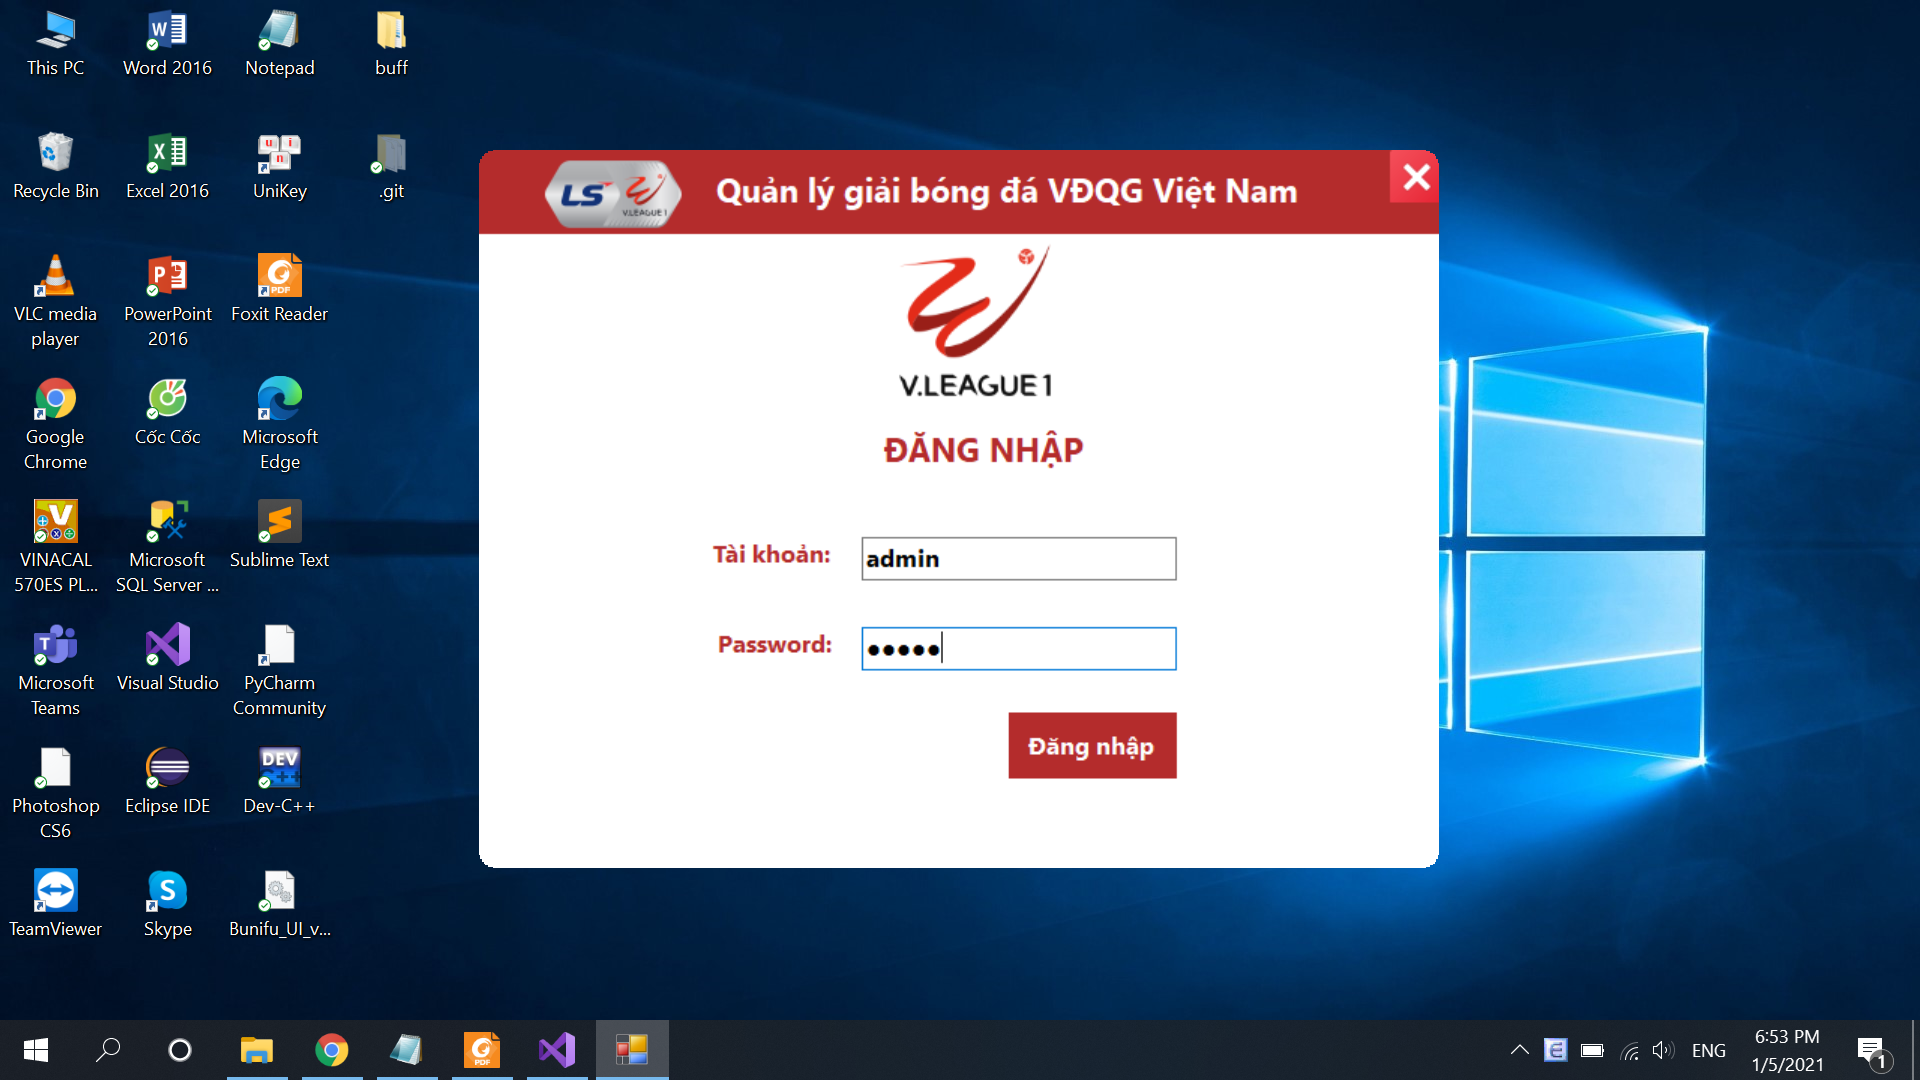 This PC
Word 2016
Notepad
buff
Recycle Bin
Excel 2016
UniKey
.git
VLC media
player
PowerPoint
2016
Foxit Reader
Google
Chrome
Cốc Cốc
Microsoft
Edge
VINACAL
570ES PL...
Microsoft
SQL Server ...
Sublime Text
Microsoft
Teams
Visual Studio
PyCharm
Community
Photoshop
CS6
Eclipse IDE
Dev-C++
TeamViewer
Skype
Bunifu_UI_v...
LS V.LEAGUE 1
Quản lý giải bóng đá VĐQG Việt Nam
V.LEAGUE 1
ĐĂNG NHẬP
Tài khoản:
admin
Password:
Đăng nhập
ENG
6:53 PM
1/5/2021
1